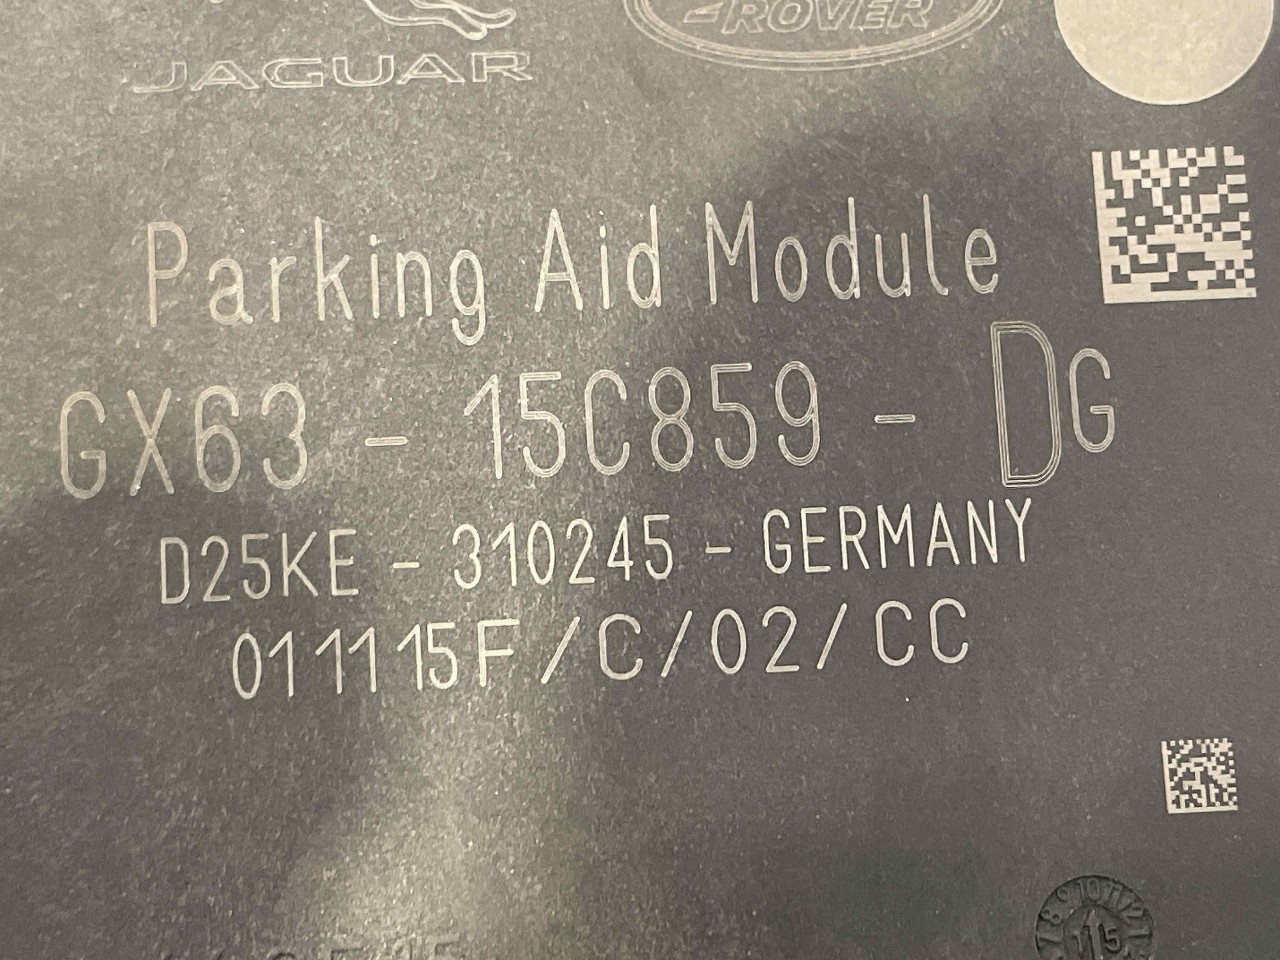 JAGUAR
ROVER
Parking Aid Module
GX63 - 15C859 - DG
D25KE - 310245 - GERMANY
011115F/C/02/CC